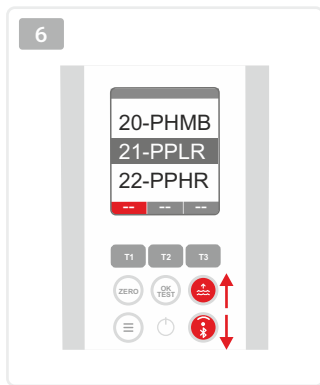 6
20-PHMB
21-PPLR
22-PPHR
-- -- --
T1 T2 T3
ZERO OK TEST